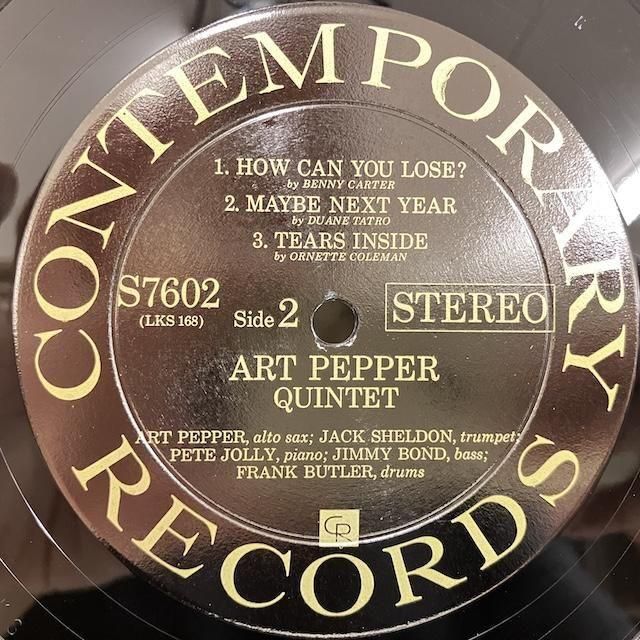 CONTEMPORARY
1. HOW CAN YOU LOSE?
by BENNY CARTER
2. MAYBE NEXT YEAR
by DUANE TATRO
3. TEARS INSIDE
by ORNETTE COLEMAN
S7602
(LKS 168)
Side 2
STEREO
ART PEPPER
QUINTET
ART PEPPER, alto sax; JACK SHELDON, trumpet;
PETE JOLLY, piano; JIMMY BOND, bass;
FRANK BUTLER, drums
CR
RECORDS